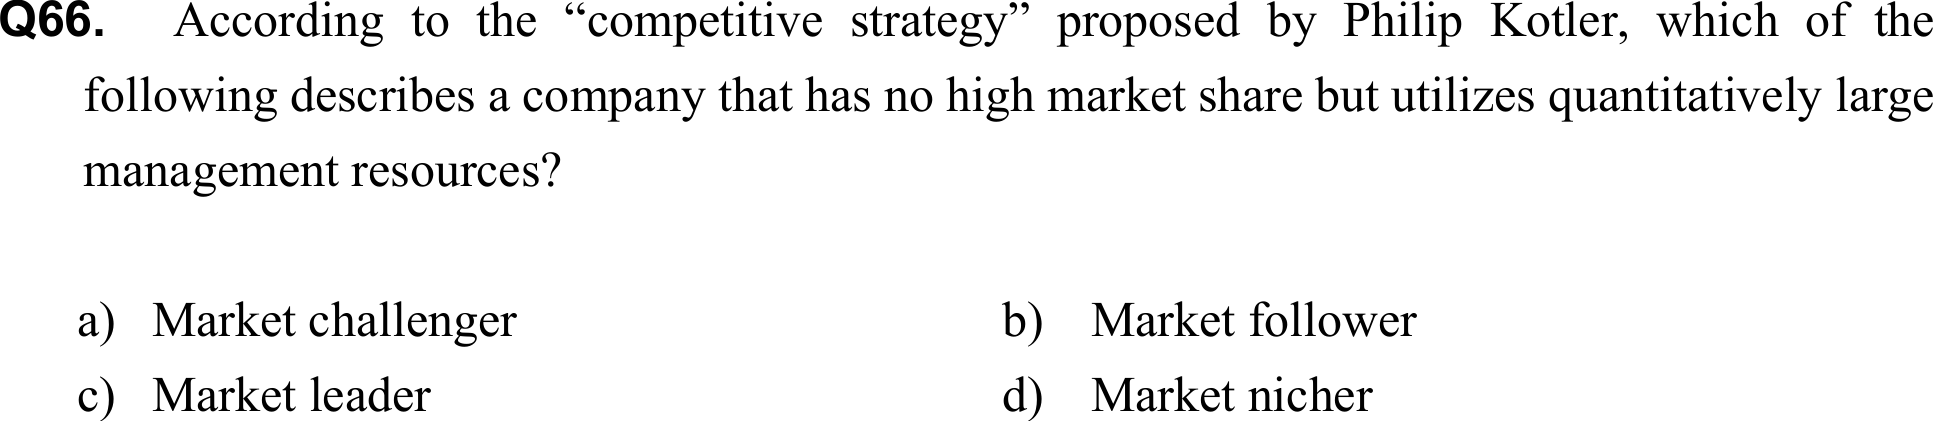 Q66. According to the “competitive strategy” proposed by Philip Kotler, which of the
following describes a company that has no high market share but utilizes quantitatively large
management resources?
a) Market challenger b) Market follower
c) Market leader d) Market nicher